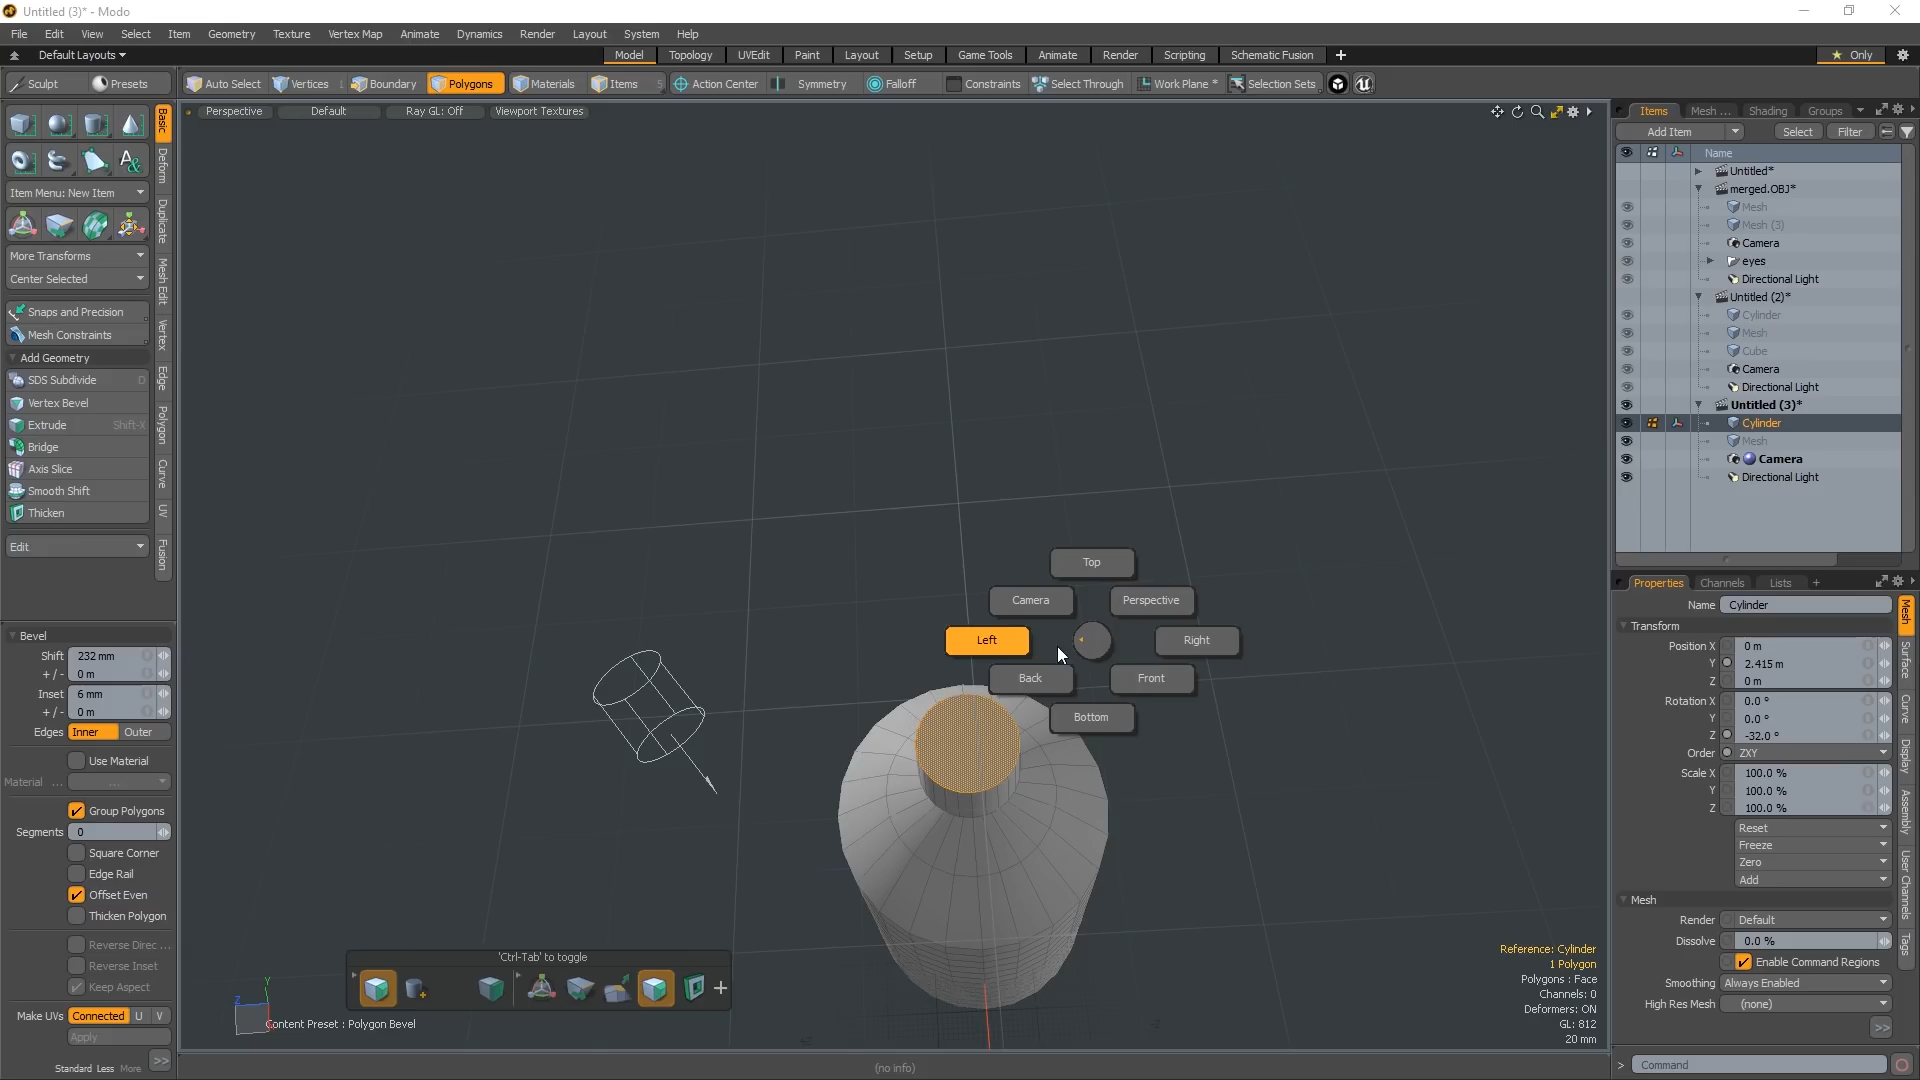 Untitled (3)* - Modo
File Edit View Select Item Geometry Texture Vertex Map Animate Dynamics Render Layout System Help
Default Layouts
Model Topology UVEdit Paint Layout Setup Game Tools Animate Render Scripting Schematic Fusion +
★ Only
Sculpt Presets Auto Select Vertices 1 Boundary Polygons Materials Items 5 Action Center Symmetry Falloff Constraints Select Through Work Plane * Selection Sets
Perspective Default Ray GL: Off Viewport Textures
Basic
Deform
Duplicate
Mesh Edit
Vertex
Edge
Polygon
Curve
UV
Fusion
Item Menu: New Item
More Transforms
Center Selected
Snaps and Precision
Mesh Constraints
Add Geometry
SDS Subdivide D
Vertex Bevel
Extrude Shift-X
Bridge
Axis Slice
Smooth Shift
Thicken
Edit
Bevel
Shift 232 mm
+ / - 0 m
Inset 6 mm
+ / - 0 m
Edges Inner Outer
Use Material
Material ... ...
Group Polygons
Segments 0
Square Corner
Edge Rail
Offset Even
Thicken Polygon
Reverse Direc ...
Reverse Inset
Keep Aspect
Make UVs Connected U V
Apply
Standard Less More >>
Top
Camera Perspective
Left Right
Back Front
Bottom
'Ctrl-Tab' to toggle
Content Preset : Polygon Bevel
Y
Z
-Z
Reference: Cylinder
1 Polygon
Polygons : Face
Channels: 0
Deformers: ON
GL: 812
20 mm
(no info)
Items Mesh ... Shading Groups
Add Item Select Filter
Name
Untitled*
merged.OBJ*
Mesh
Mesh (3)
Camera
eyes
Directional Light
Untitled (2)*
Cylinder
Mesh
Cube
Camera
Directional Light
Untitled (3)*
Cylinder
Mesh
Camera
Directional Light
Properties Channels Lists +
Name Cylinder
Transform
Position X 0 m
Y 2.415 m
Z 0 m
Rotation X 0.0 °
Y 0.0 °
Z -32.0 °
Order ZXY
Scale X 100.0 %
Y 100.0 %
Z 100.0 %
Reset
Freeze
Zero
Add
Mesh
Render Default
Dissolve 0.0 %
Enable Command Regions
Smoothing Always Enabled
High Res Mesh (none)
>>
Mesh
Surface
Curve
Display
Assembly
User Channels
Tags
> Command